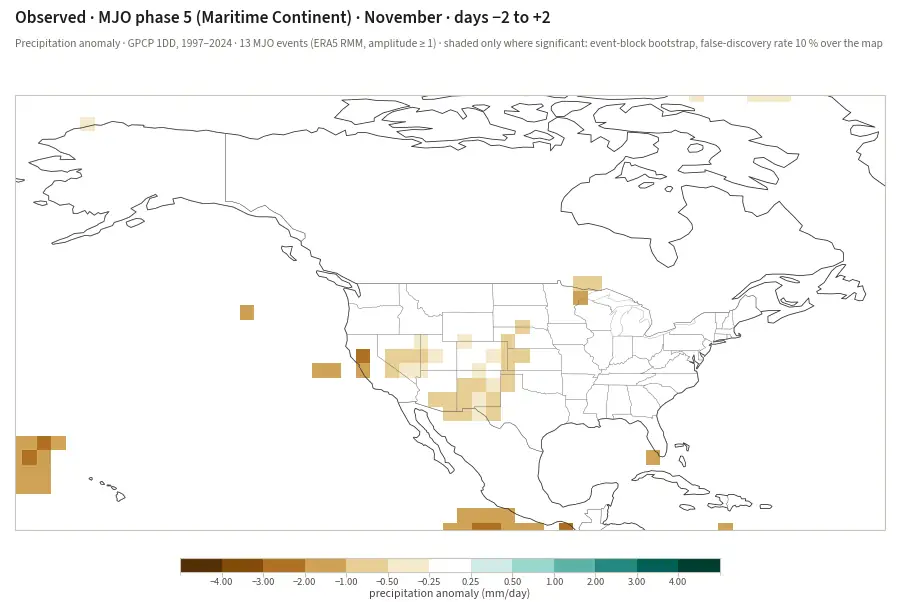 Observed · MJO phase 5 (Maritime Continent) · November · days −2 to +2
Precipitation anomaly · GPCP 1DD, 1997–2024 · 13 MJO events (ERA5 RMM, amplitude ≥ 1) · shaded only where significant: event-block bootstrap, false-discovery rate 10 % over the map
−4.00 −3.00 −2.00 −1.00 −0.50 −0.25 0.25 0.50 1.00 2.00 3.00 4.00
precipitation anomaly (mm/day)